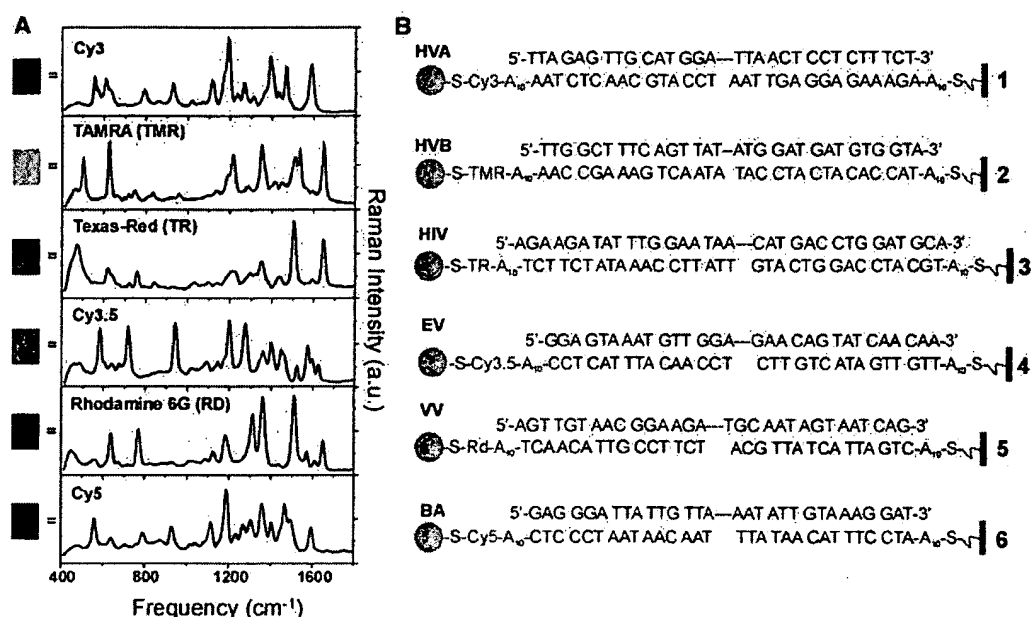 A
Cy3
=
TAMRA (TMR)
=
Texas-Red (TR)
=
Cy3.5
=
Rhodamine 6G (RD)
=
Cy5
=
400 800 1200 1600
Frequency (cm⁻¹)
Raman Intensity (a.u.)
B
HVA
5'-TTA GAG TTG CAT GGA—TTA ACT CCT CTT TCT-3'
-S-Cy3-A₁₀-AAT CTC AAC GTA CCT AAT TGA GGA GAA AGA-A₁₀-S 1
HVB
5'-TTG GCT TTC AGT TAT—ATG GAT GAT GTG GTA-3'
-S-TMR-A₁₀-AAC CGA AAG TCA ATA TAC CTA CTA CAC CAT-A₁₀-S 2
HIV
5'-AGA AGA TAT TTG GAA TAA—CAT GAC CTG GAT GCA-3'
-S-TR-A₁₀-TCT TCT ATA AAC CTT ATT GTA CTG GAC CTA CGT-A₁₀-S 3
EV
5'-GGA GTA AAT GTT GGA—GAA CAG TAT CAA CAA-3'
-S-Cy3.5-A₁₀-CCT CAT TTA CAA CCT CTT GTC ATA GTT GTT-A₁₀-S 4
VV
5'-AGT TGT AAC GGA AGA—TGC AAT AGT AAT CAG-3'
-S-Rd-A₁₀-TCA ACA TTG CCT TCT ACG TTA TCA TTA GTC-A₁₀-S 5
BA
5'-GAG GGA TTA TTG TTA—AAT ATT GTA AAG GAT-3'
-S-Cy5-A₁₀-CTC CCT AAT AAC AAT TTA TAA CAT TTC CTA-A₁₀-S 6